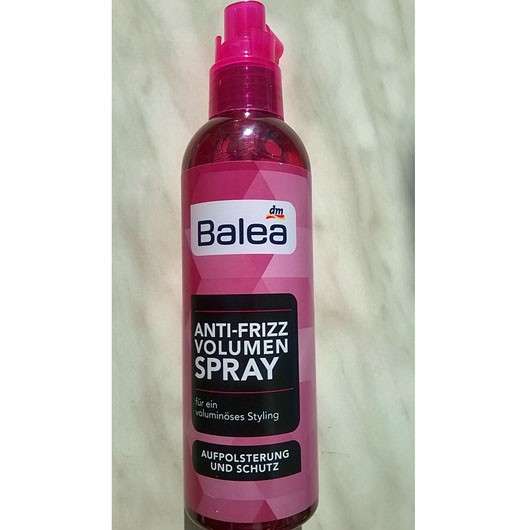 dm
Balea
ANTI-FRIZZ
VOLUMEN
SPRAY
für ein
voluminöses Styling
AUFPOLSTERUNG
UND SCHUTZ